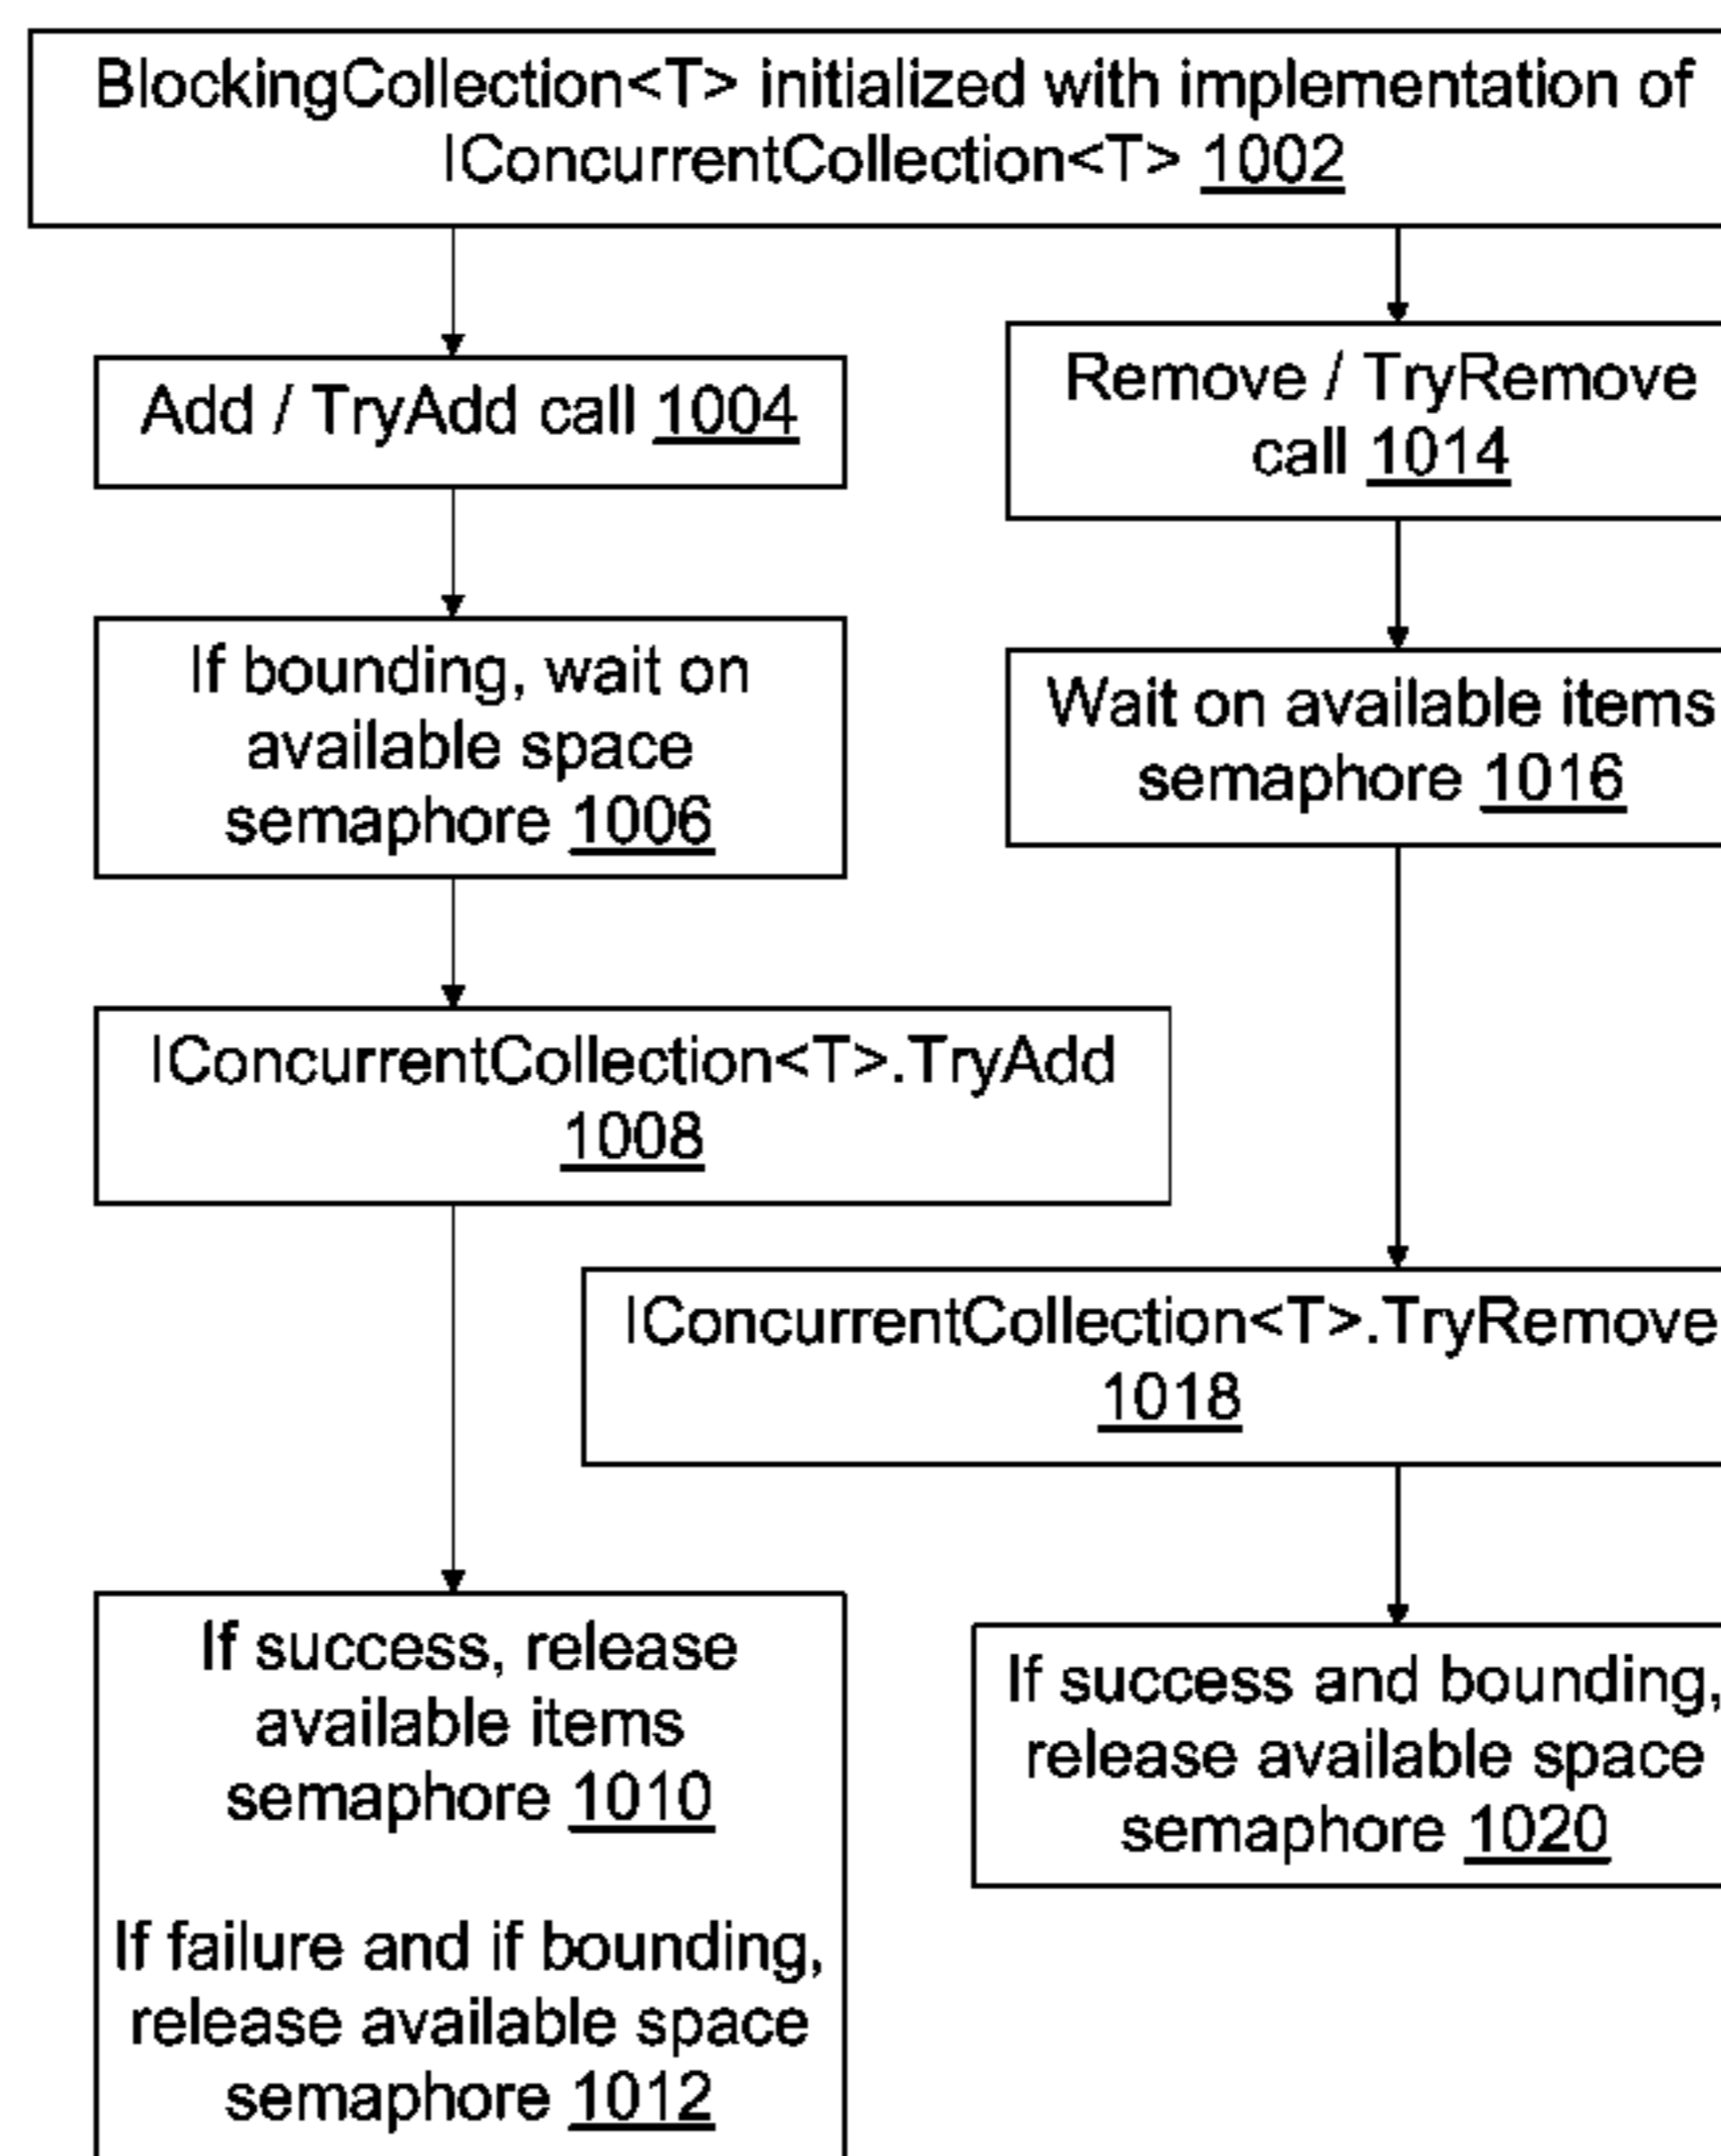 BlockingCollection<T> initialized with implementation of
IConcurrentCollection<T> 1002
Add / TryAdd call 1004
If bounding, wait on
available space
semaphore 1006
IConcurrentCollection<T>.TryAdd
1008
If success, release
available items
semaphore 1010
If failure and if bounding,
release available space
semaphore 1012
Remove / TryRemove
call 1014
Wait on available items
semaphore 1016
IConcurrentCollection<T>.TryRemove
1018
If success and bounding,
release available space
semaphore 1020